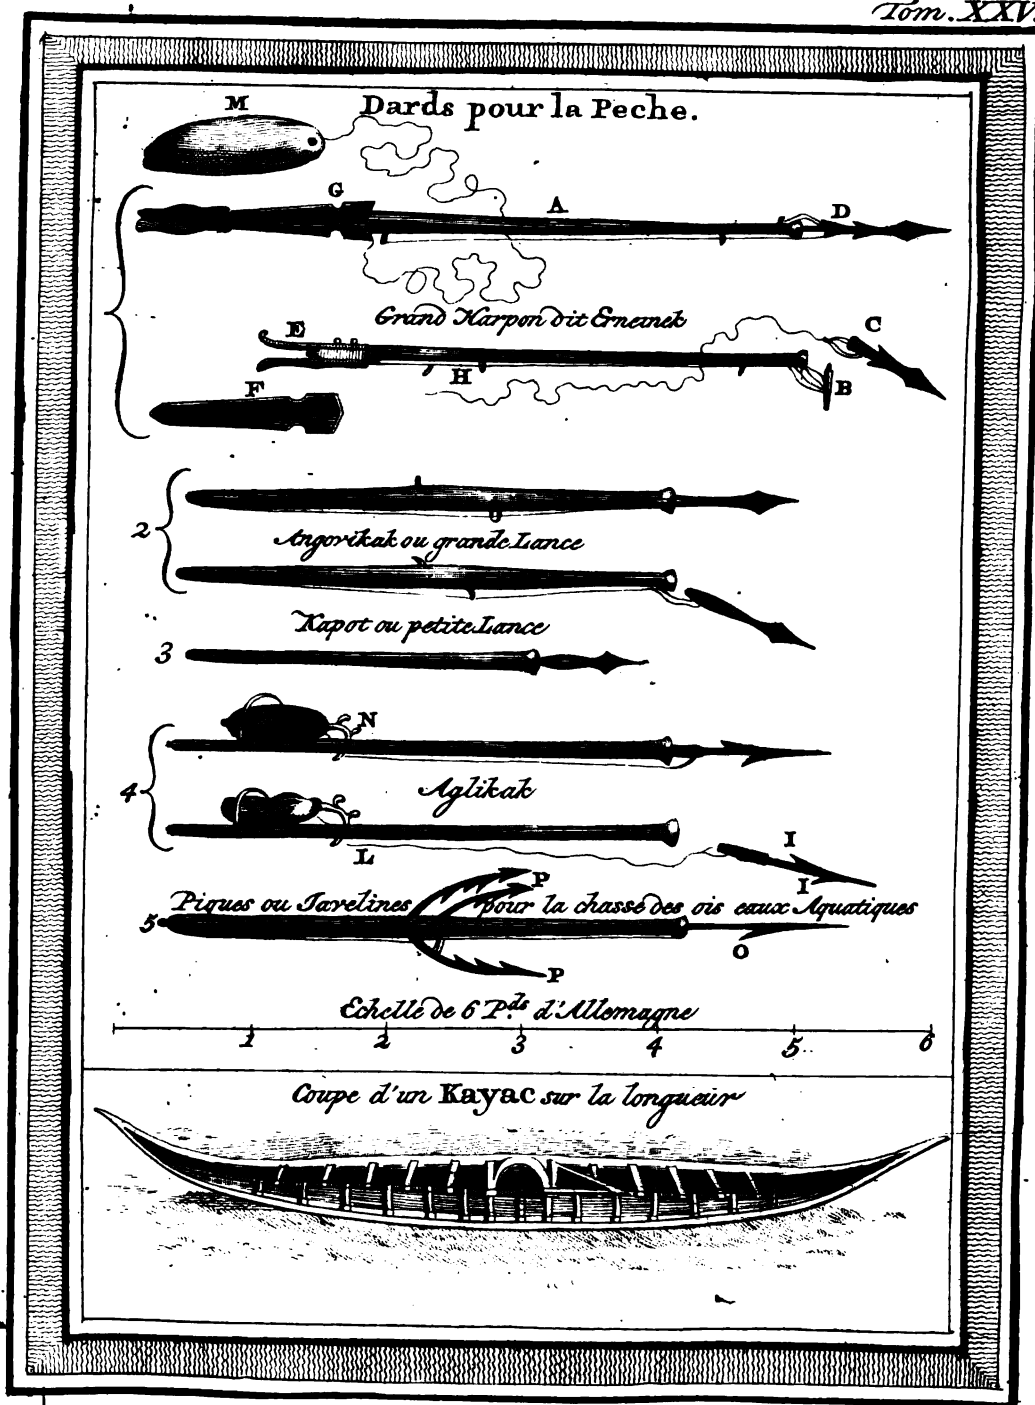 Tom. XXV
Dards pour la Peche.
M
G
A
D
Grand Harpon dit Ernemek
E
C
H
B
F
2
O
Angovikak ou grande Lance
Kapot ou petite Lance
3
N
4
Aglikak
L
I
I
P
Piques ou Javelines pour la chasse des ois eaux Aquatiques
5
O
P
Echelle de 6 P.ds d'Allemagne
1 2 3 4 5 6
Coupe d'un Kayac sur la longueur